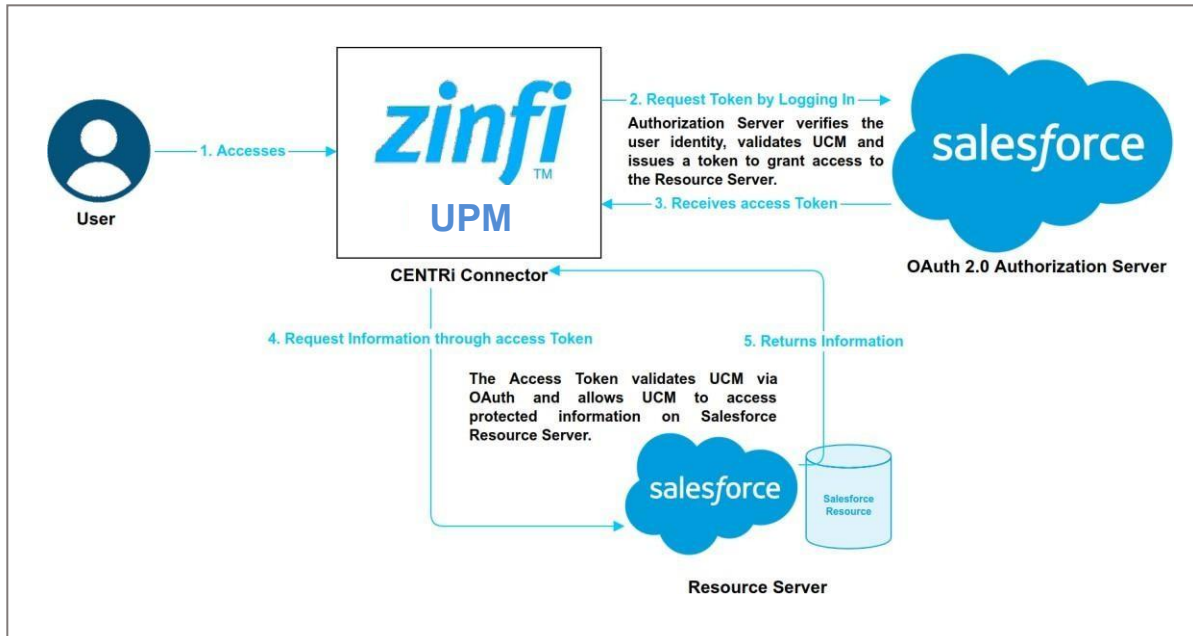 zinfi
TM
UPM
CENTRi Connector
User
1. Accesses
2. Request Token by Logging In
Authorization Server verifies the
user identity, validates UCM and
issues a token to grant access to
the Resource Server.
3. Receives access Token
salesforce
OAuth 2.0 Authorization Server
4. Request Information through access Token
5. Returns Information
The Access Token validates UCM via
OAuth and allows UCM to access
protected information on Salesforce
Resource Server.
salesforce
Salesforce
Resource
Resource Server